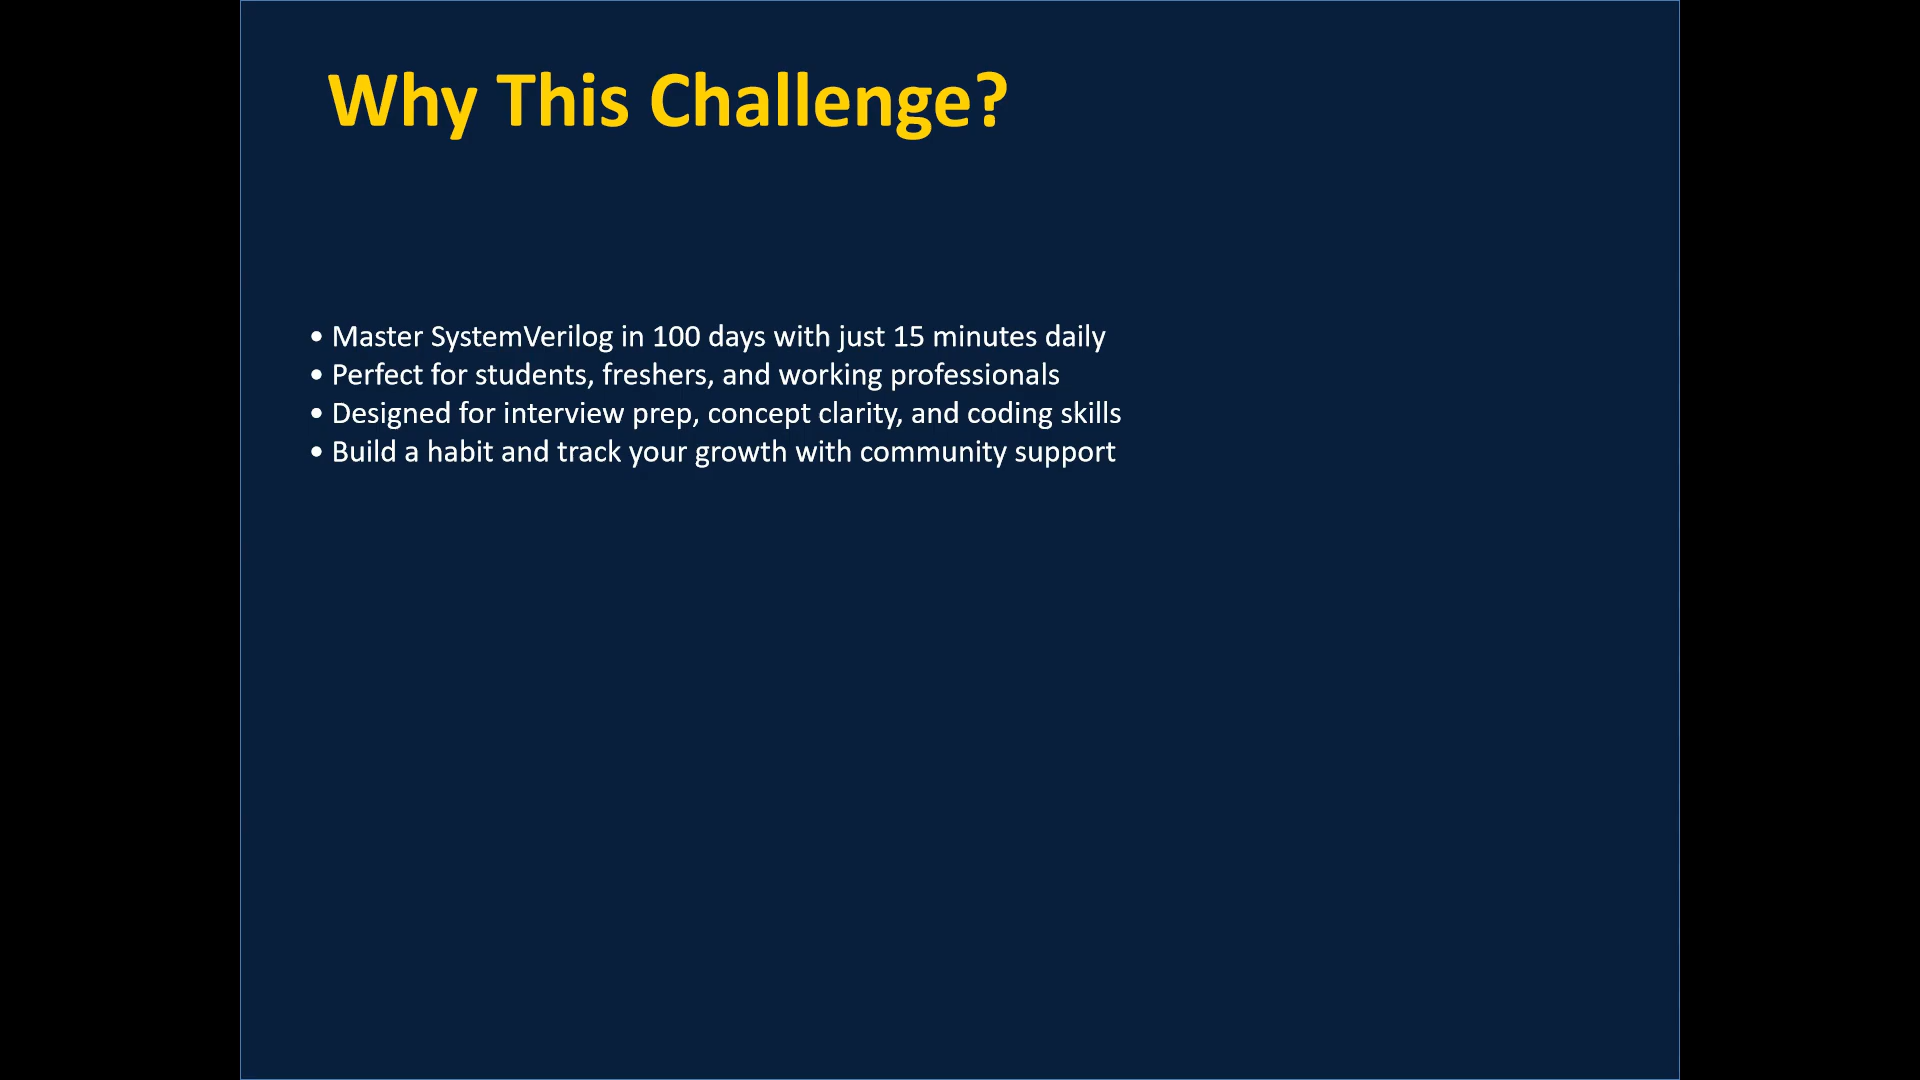 Why This Challenge?
• Master SystemVerilog in 100 days with just 15 minutes daily
• Perfect for students, freshers, and working professionals
• Designed for interview prep, concept clarity, and coding skills
• Build a habit and track your growth with community support